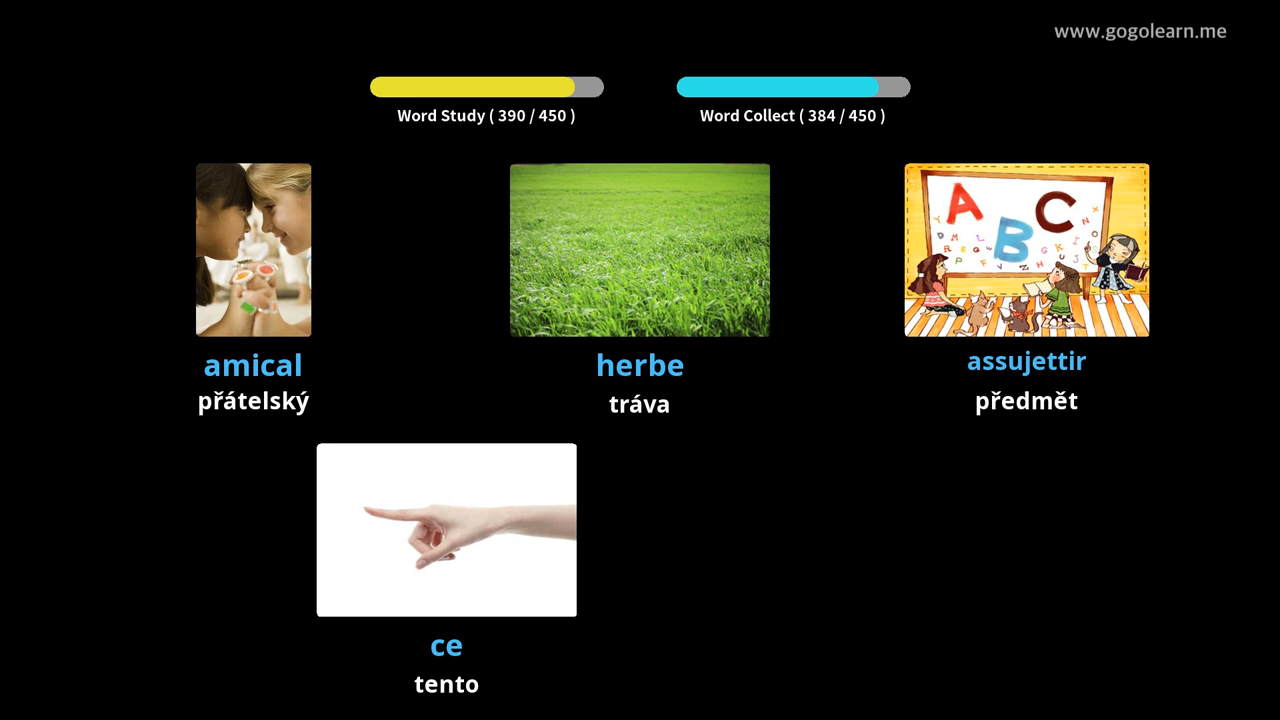 www.gogolearn.me
Word Study ( 390 / 450 )
Word Collect ( 384 / 450 )
A B C
amical
přátelský
herbe
tráva
assujettir
předmět
ce
tento